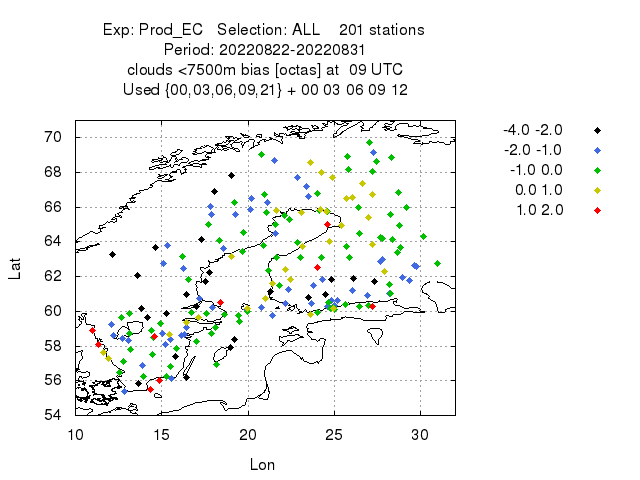 Exp: Prod_EC   Selection: ALL    201 stations
Period: 20220822-20220831
clouds <7500m bias [octas] at  09 UTC
Used {00,03,06,09,21} + 00 03 06 09 12
-4.0 -2.0
-2.0 -1.0
-1.0 0.0
0.0 1.0
1.0 2.0
70
68
66
64
62
60
58
56
54
Lat
10 15 20 25 30
Lon